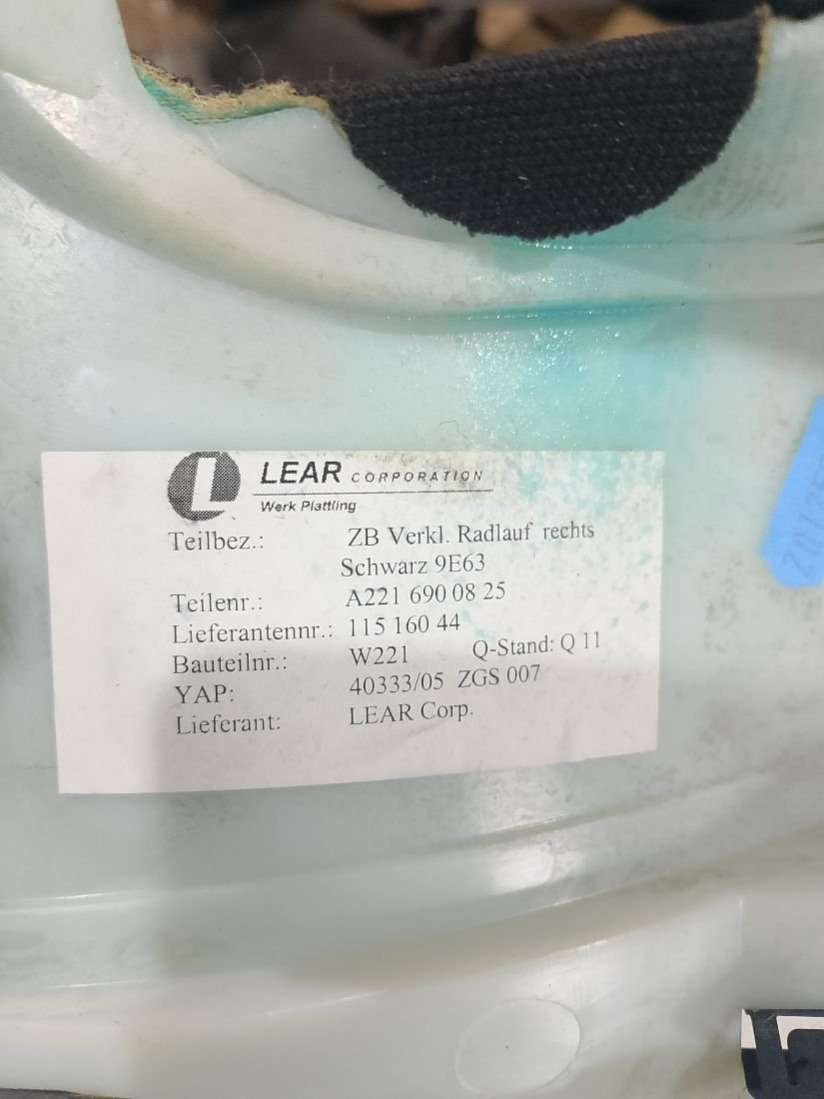 LEAR CORPORATION
Werk Plattling
Teilbez.: ZB Verkl. Radlauf rechts
Schwarz 9E63
Teilenr.: A221 690 08 25
Lieferantennr.: 115 160 44
Bauteilnr.: W221 Q-Stand: Q 11
YAP: 40333/05 ZGS 007
Lieferant: LEAR Corp.